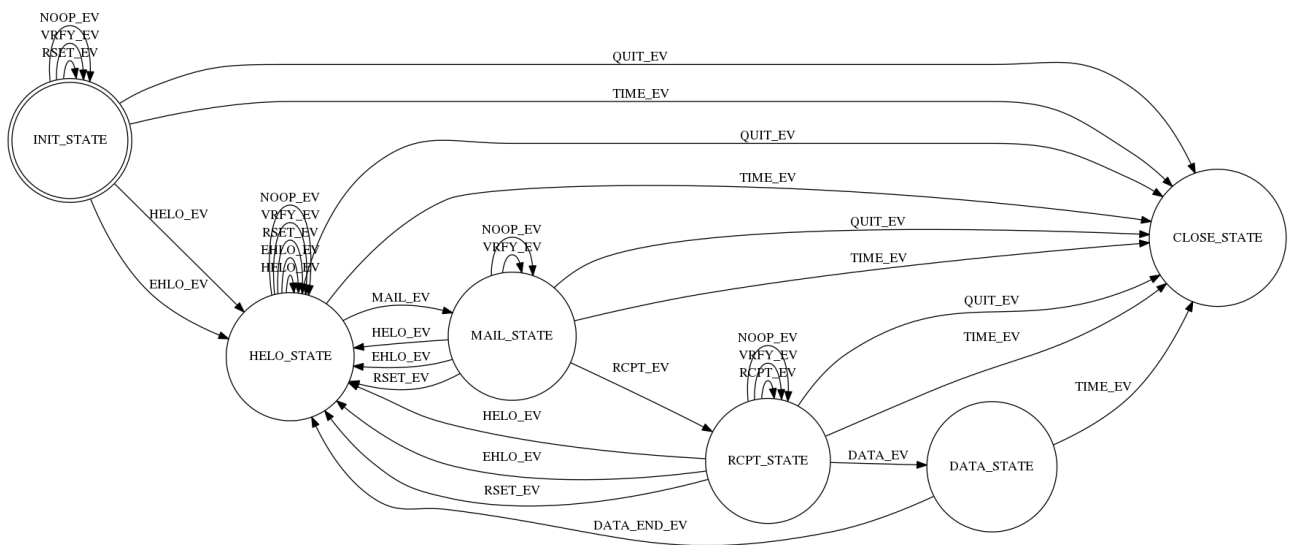 NOOP_EV
VRFY_EV
RSET_EV
INIT_STATE
QUIT_EV
TIME_EV
QUIT_EV
TIME_EV
HELO_EV
EHLO_EV
NOOP_EV
VRFY_EV
RSET_EV
EHLO_EV
HELO_EV
HELO_STATE
MAIL_EV
HELO_EV
EHLO_EV
RSET_EV
NOOP_EV
VRFY_EV
MAIL_STATE
QUIT_EV
TIME_EV
CLOSE_STATE
RCPT_EV
NOOP_EV
VRFY_EV
RCPT_EV
RCPT_STATE
QUIT_EV
TIME_EV
HELO_EV
EHLO_EV
RSET_EV
DATA_EV
DATA_STATE
TIME_EV
DATA_END_EV